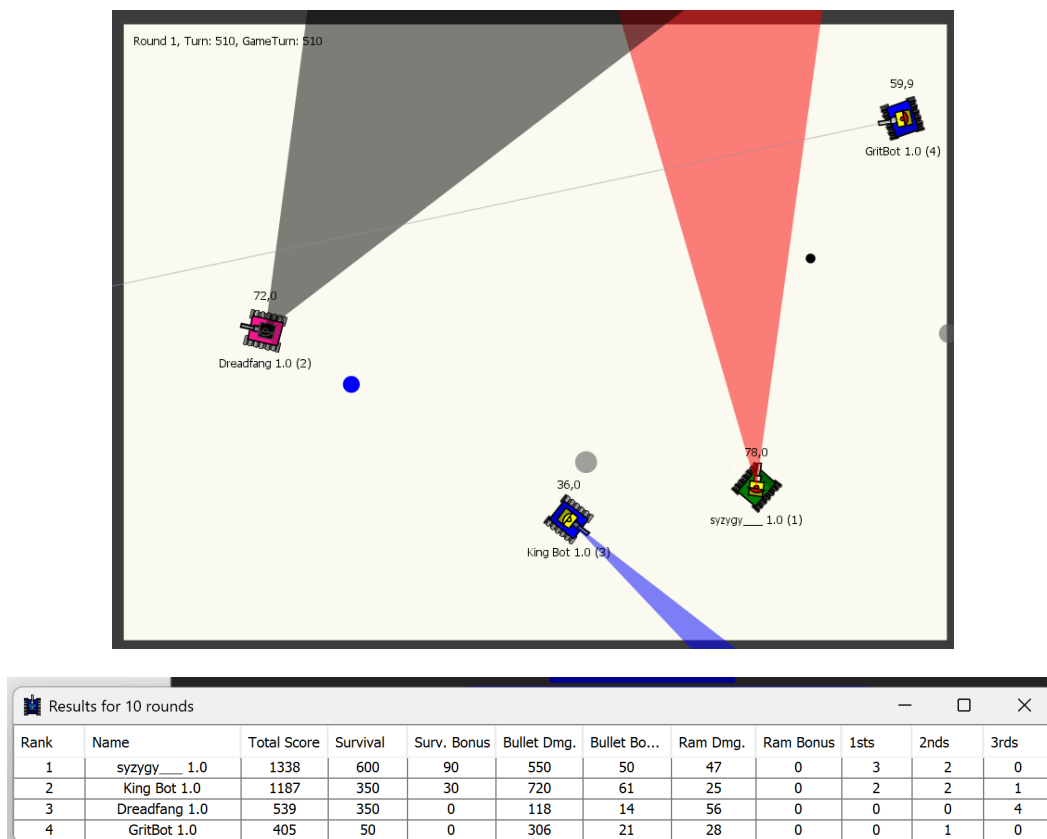 Round 1, Turn: 510, GameTurn: 510
59,9
GritBot 1.0 (4)
72,0
Dreadfang 1.0 (2)
78,0
syzygy___ 1.0 (1)
36,0
King Bot 1.0 (3)
Results for 10 rounds
Rank Name Total Score Survival Surv. Bonus Bullet Dmg. Bullet Bo... Ram Dmg. Ram Bonus 1sts 2nds 3rds
1 syzygy___ 1.0 1338 600 90 550 50 47 0 3 2 0
2 King Bot 1.0 1187 350 30 720 61 25 0 2 2 1
3 Dreadfang 1.0 539 350 0 118 14 56 0 0 0 4
4 GritBot 1.0 405 50 0 306 21 28 0 0 1 0